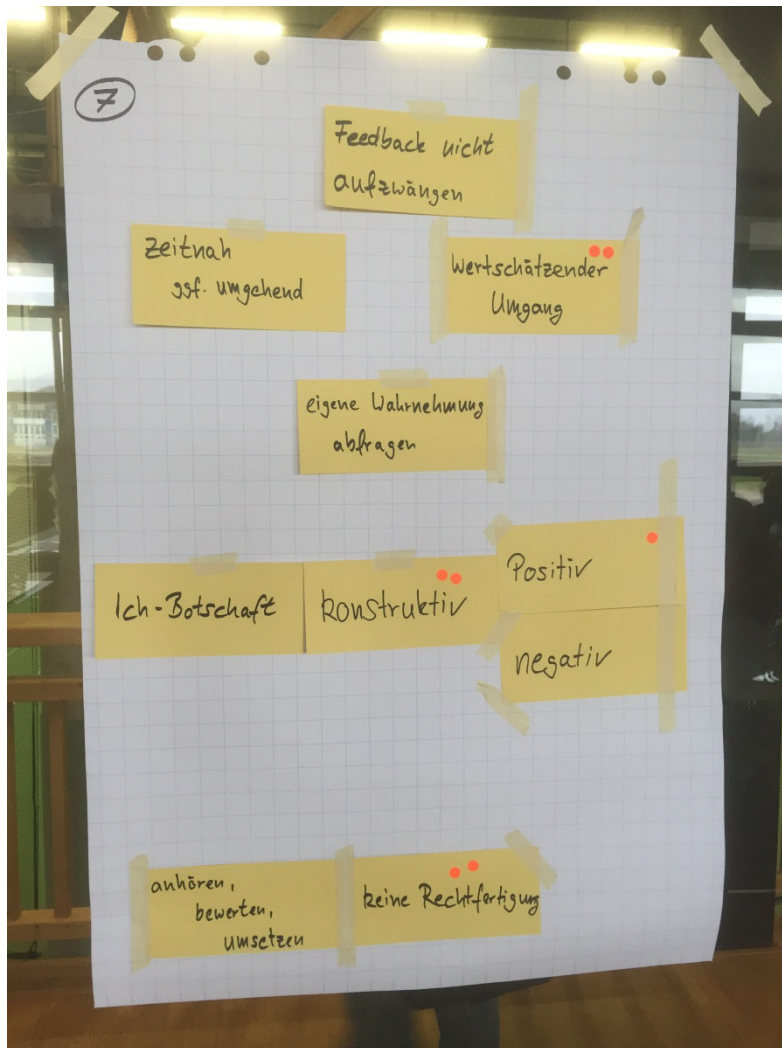 7
Feedback nicht
aufzwängen
Zeitnah
ggf. umgehend
Wertschätzender
Umgang
eigene Wahrnehmung
abfragen
Ich-Botschaft
konstruktiv
Positiv
negativ
anhören,
bewerten,
umsetzen
keine Rechtfertigung